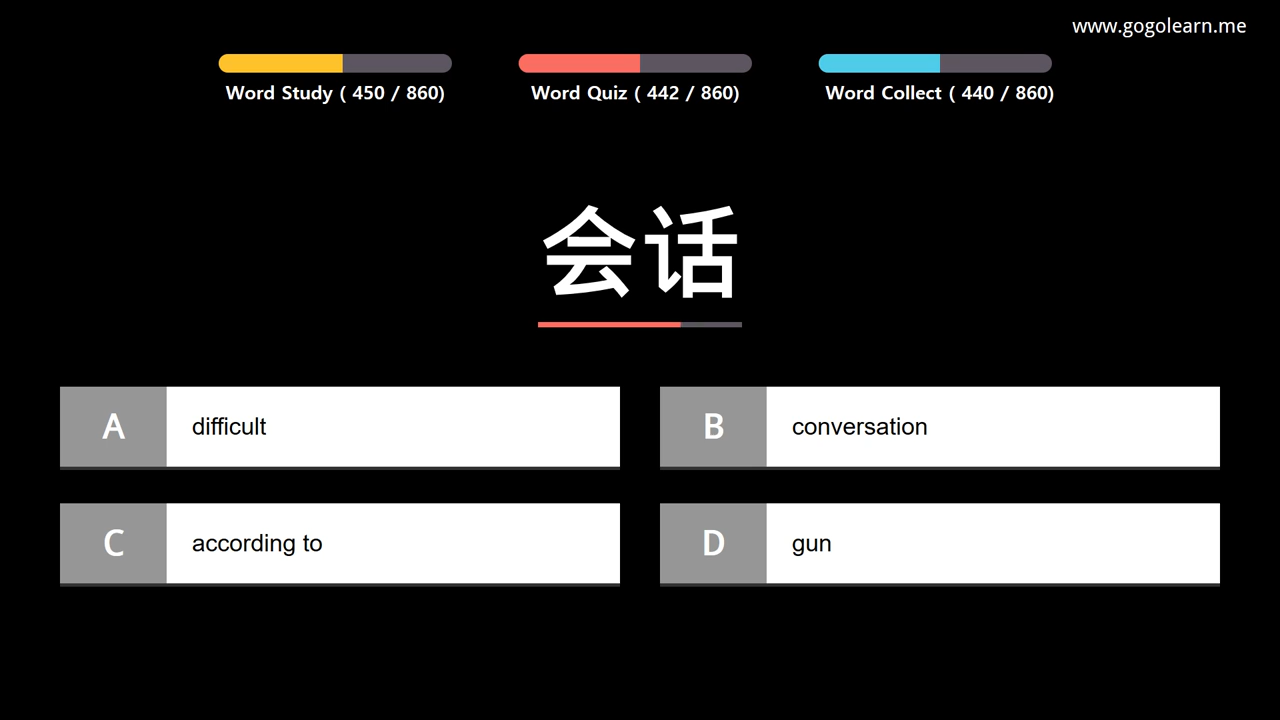 www.gogolearn.me
Word Study ( 450 / 860)
Word Quiz ( 442 / 860)
Word Collect ( 440 / 860)
会话
A difficult
B conversation
C according to
D gun